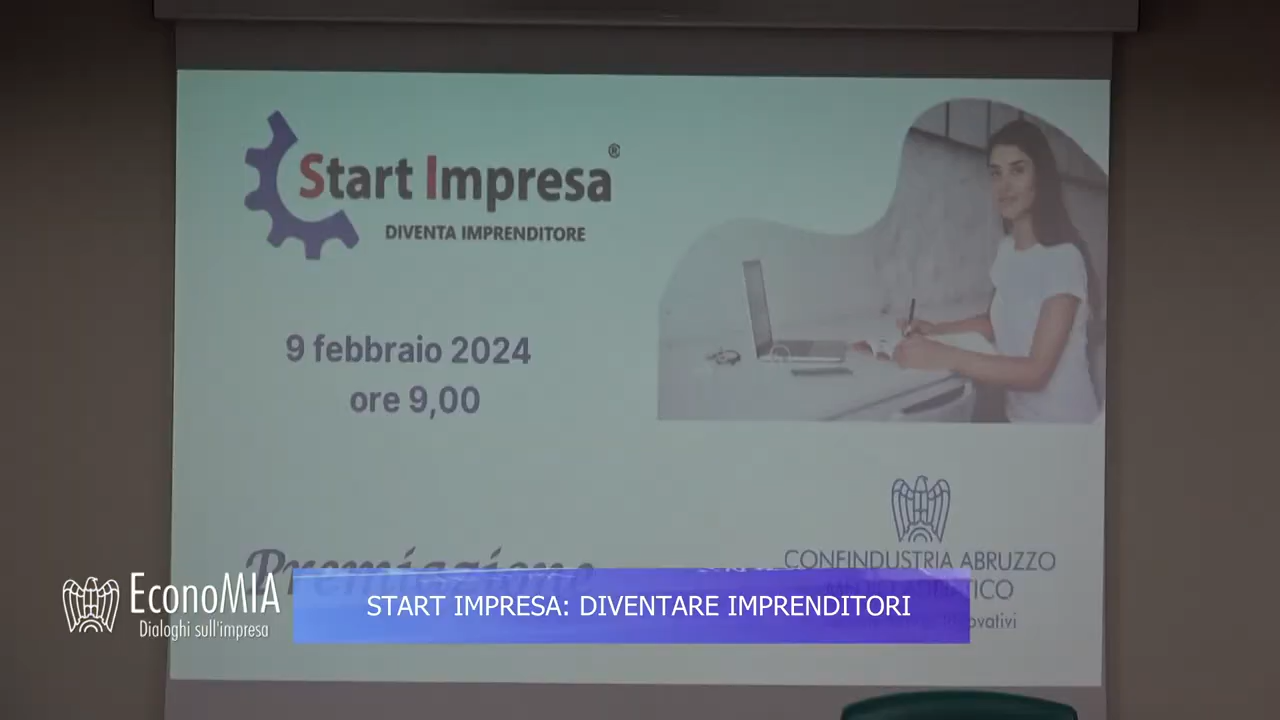 Start Impresa ®
DIVENTA IMPRENDITORE
9 febbraio 2024
ore 9,00
Premiazione
CONFINDUSTRIA ABRUZZO
EconoMIA
Dialoghi sull'impresa
START IMPRESA: DIVENTARE IMPRENDITORI